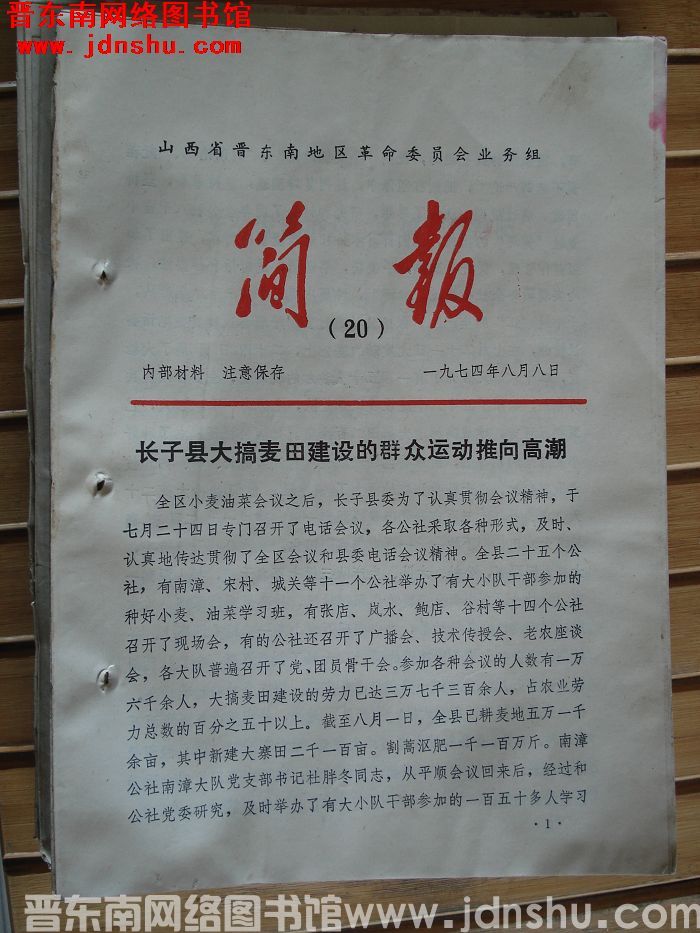 晋东南网络图书馆
www.jdnshu.com
山西省晋东南地区革命委员会业务组
简报
(20)
内部材料 注意保存 一九七四年八月八日
长子县大搞麦田建设的群众运动推向高潮
全区小麦油菜会议之后，长子县委为了认真贯彻会议精神，于
七月二十四日专门召开了电话会议，各公社采取各种形式，及时、
认真地传达贯彻了全区会议和县委电话会议精神。全县二十五个公
社，有南漳、宋村、城关等十一个公社举办了有大小队干部参加的
种好小麦、油菜学习班，有张店、岚水、鲍店、谷村等十四个公社
召开了现场会，有的公社还召开了广播会、技术传授会、老农座谈
会，各大队普遍召开了党、团员骨干会。参加各种会议的人数有一万
六千余人，大搞麦田建设的劳力已达三万七千三百余人，占农业劳
力总数的百分之五十以上。截至八月一日，全县已耕麦地五万一千
余亩，其中新建大寨田二千一百亩。割蒿沤肥一千一百万斤。南漳
公社南漳大队党支部书记杜胖冬同志，从平顺会议回来后，经过和
公社党委研究，及时举办了有大小队干部参加的一百五十多人学习
·1·
晋东南网络图书馆www.jdnshu.com